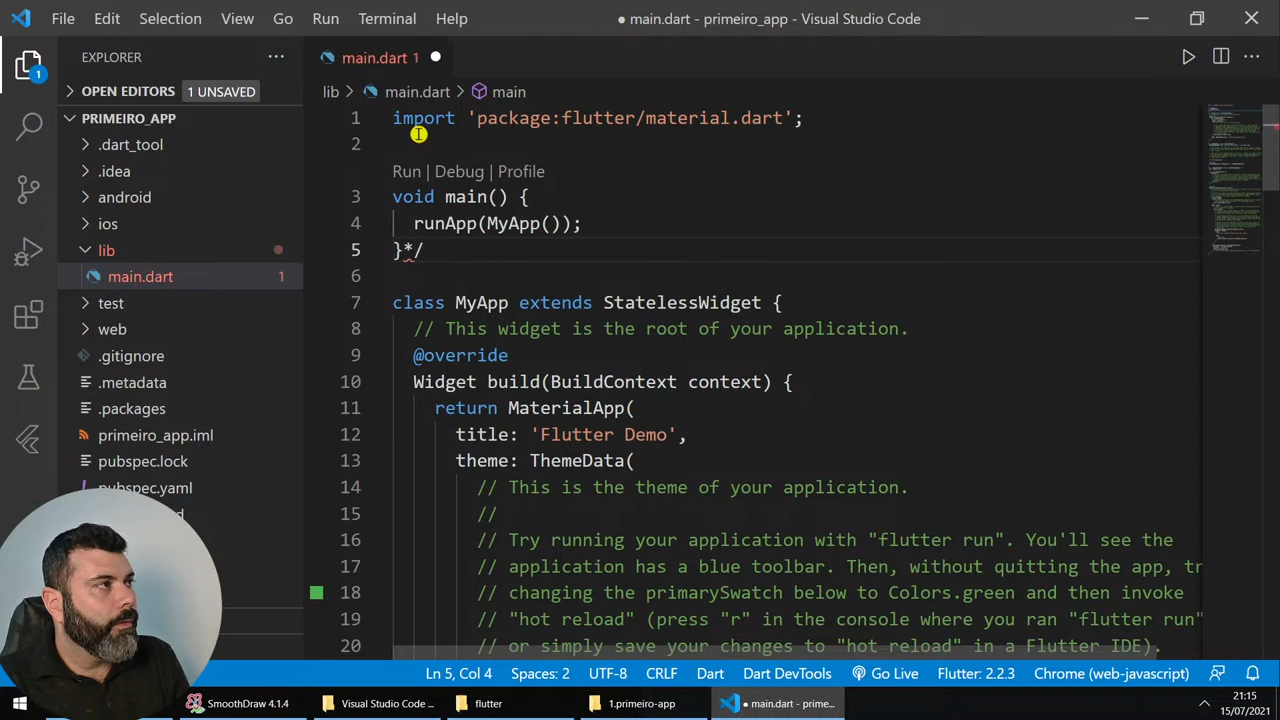 File Edit Selection View Go Run Terminal Help
● main.dart - primeiro_app - Visual Studio Code
EXPLORER
OPEN EDITORS 1 UNSAVED
PRIMEIRO_APP
.dart_tool
.idea
android
ios
lib
main.dart 1
test
web
.gitignore
.metadata
.packages
primeiro_app.iml
pubspec.lock
pubspec.yaml
1
main.dart 1
lib > main.dart > main
1 import 'package:flutter/material.dart';
2
Run | Debug | Profile
3 void main() {
4 runApp(MyApp());
5 }*/
6
7 class MyApp extends StatelessWidget {
8 // This widget is the root of your application.
9 @override
10 Widget build(BuildContext context) {
11 return MaterialApp(
12 title: 'Flutter Demo',
13 theme: ThemeData(
14 // This is the theme of your application.
15 //
16 // Try running your application with "flutter run". You'll see the
17 // application has a blue toolbar. Then, without quitting the app, tr
18 // changing the primarySwatch below to Colors.green and then invoke
19 // "hot reload" (press "r" in the console where you ran "flutter run"
20 // or simply save your changes to "hot reload" in a Flutter IDE).
Ln 5, Col 4 Spaces: 2 UTF-8 CRLF Dart Dart DevTools Go Live Flutter: 2.2.3 Chrome (web-javascript)
SmoothDraw 4.1.4 Visual Studio Code ... flutter 1.primeiro-app ● main.dart - prime...
21:15
15/07/2021